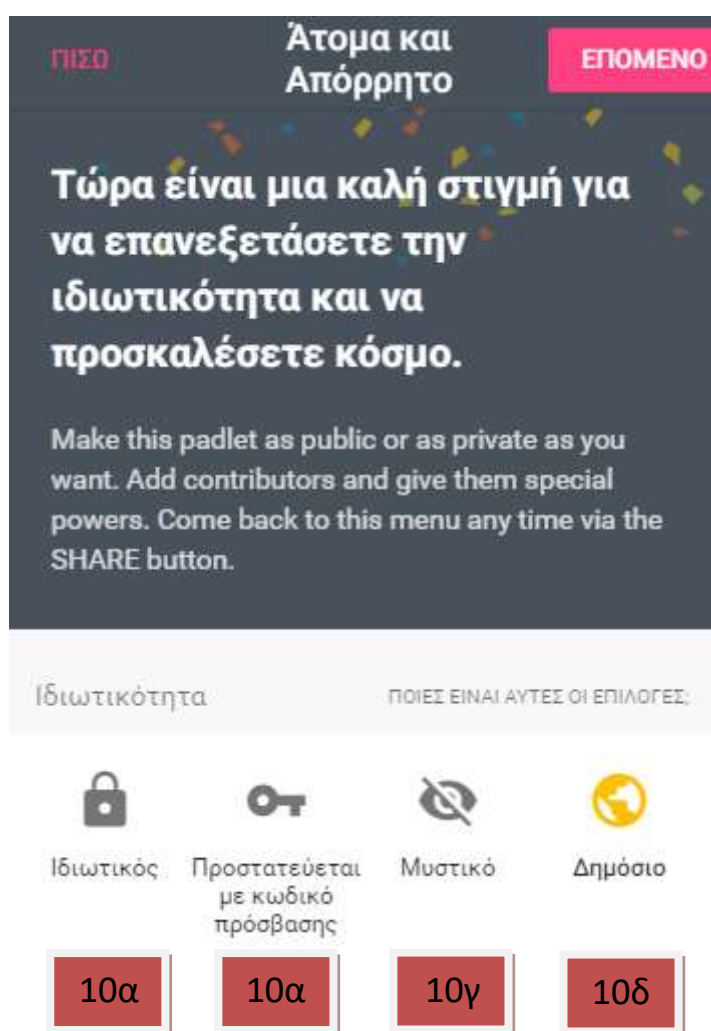 ΠΙΣΩ
Άτομα και
Απόρρητο
ΕΠΟΜΕΝΟ
Τώρα είναι μια καλή στιγμή για
να επανεξετάσετε την
ιδιωτικότητα και να
προσκαλέσετε κόσμο.
Make this padlet as public or as private as you
want. Add contributors and give them special
powers. Come back to this menu any time via the
SHARE button.
Ιδιωτικότητα
ΠΟΙΕΣ ΕΙΝΑΙ ΑΥΤΕΣ ΟΙ ΕΠΙΛΟΓΕΣ;
Ιδιωτικός
Προστατεύεται
με κωδικό
πρόσβασης
Μυστικό
Δημόσιο
10α
10α
10γ
10δ